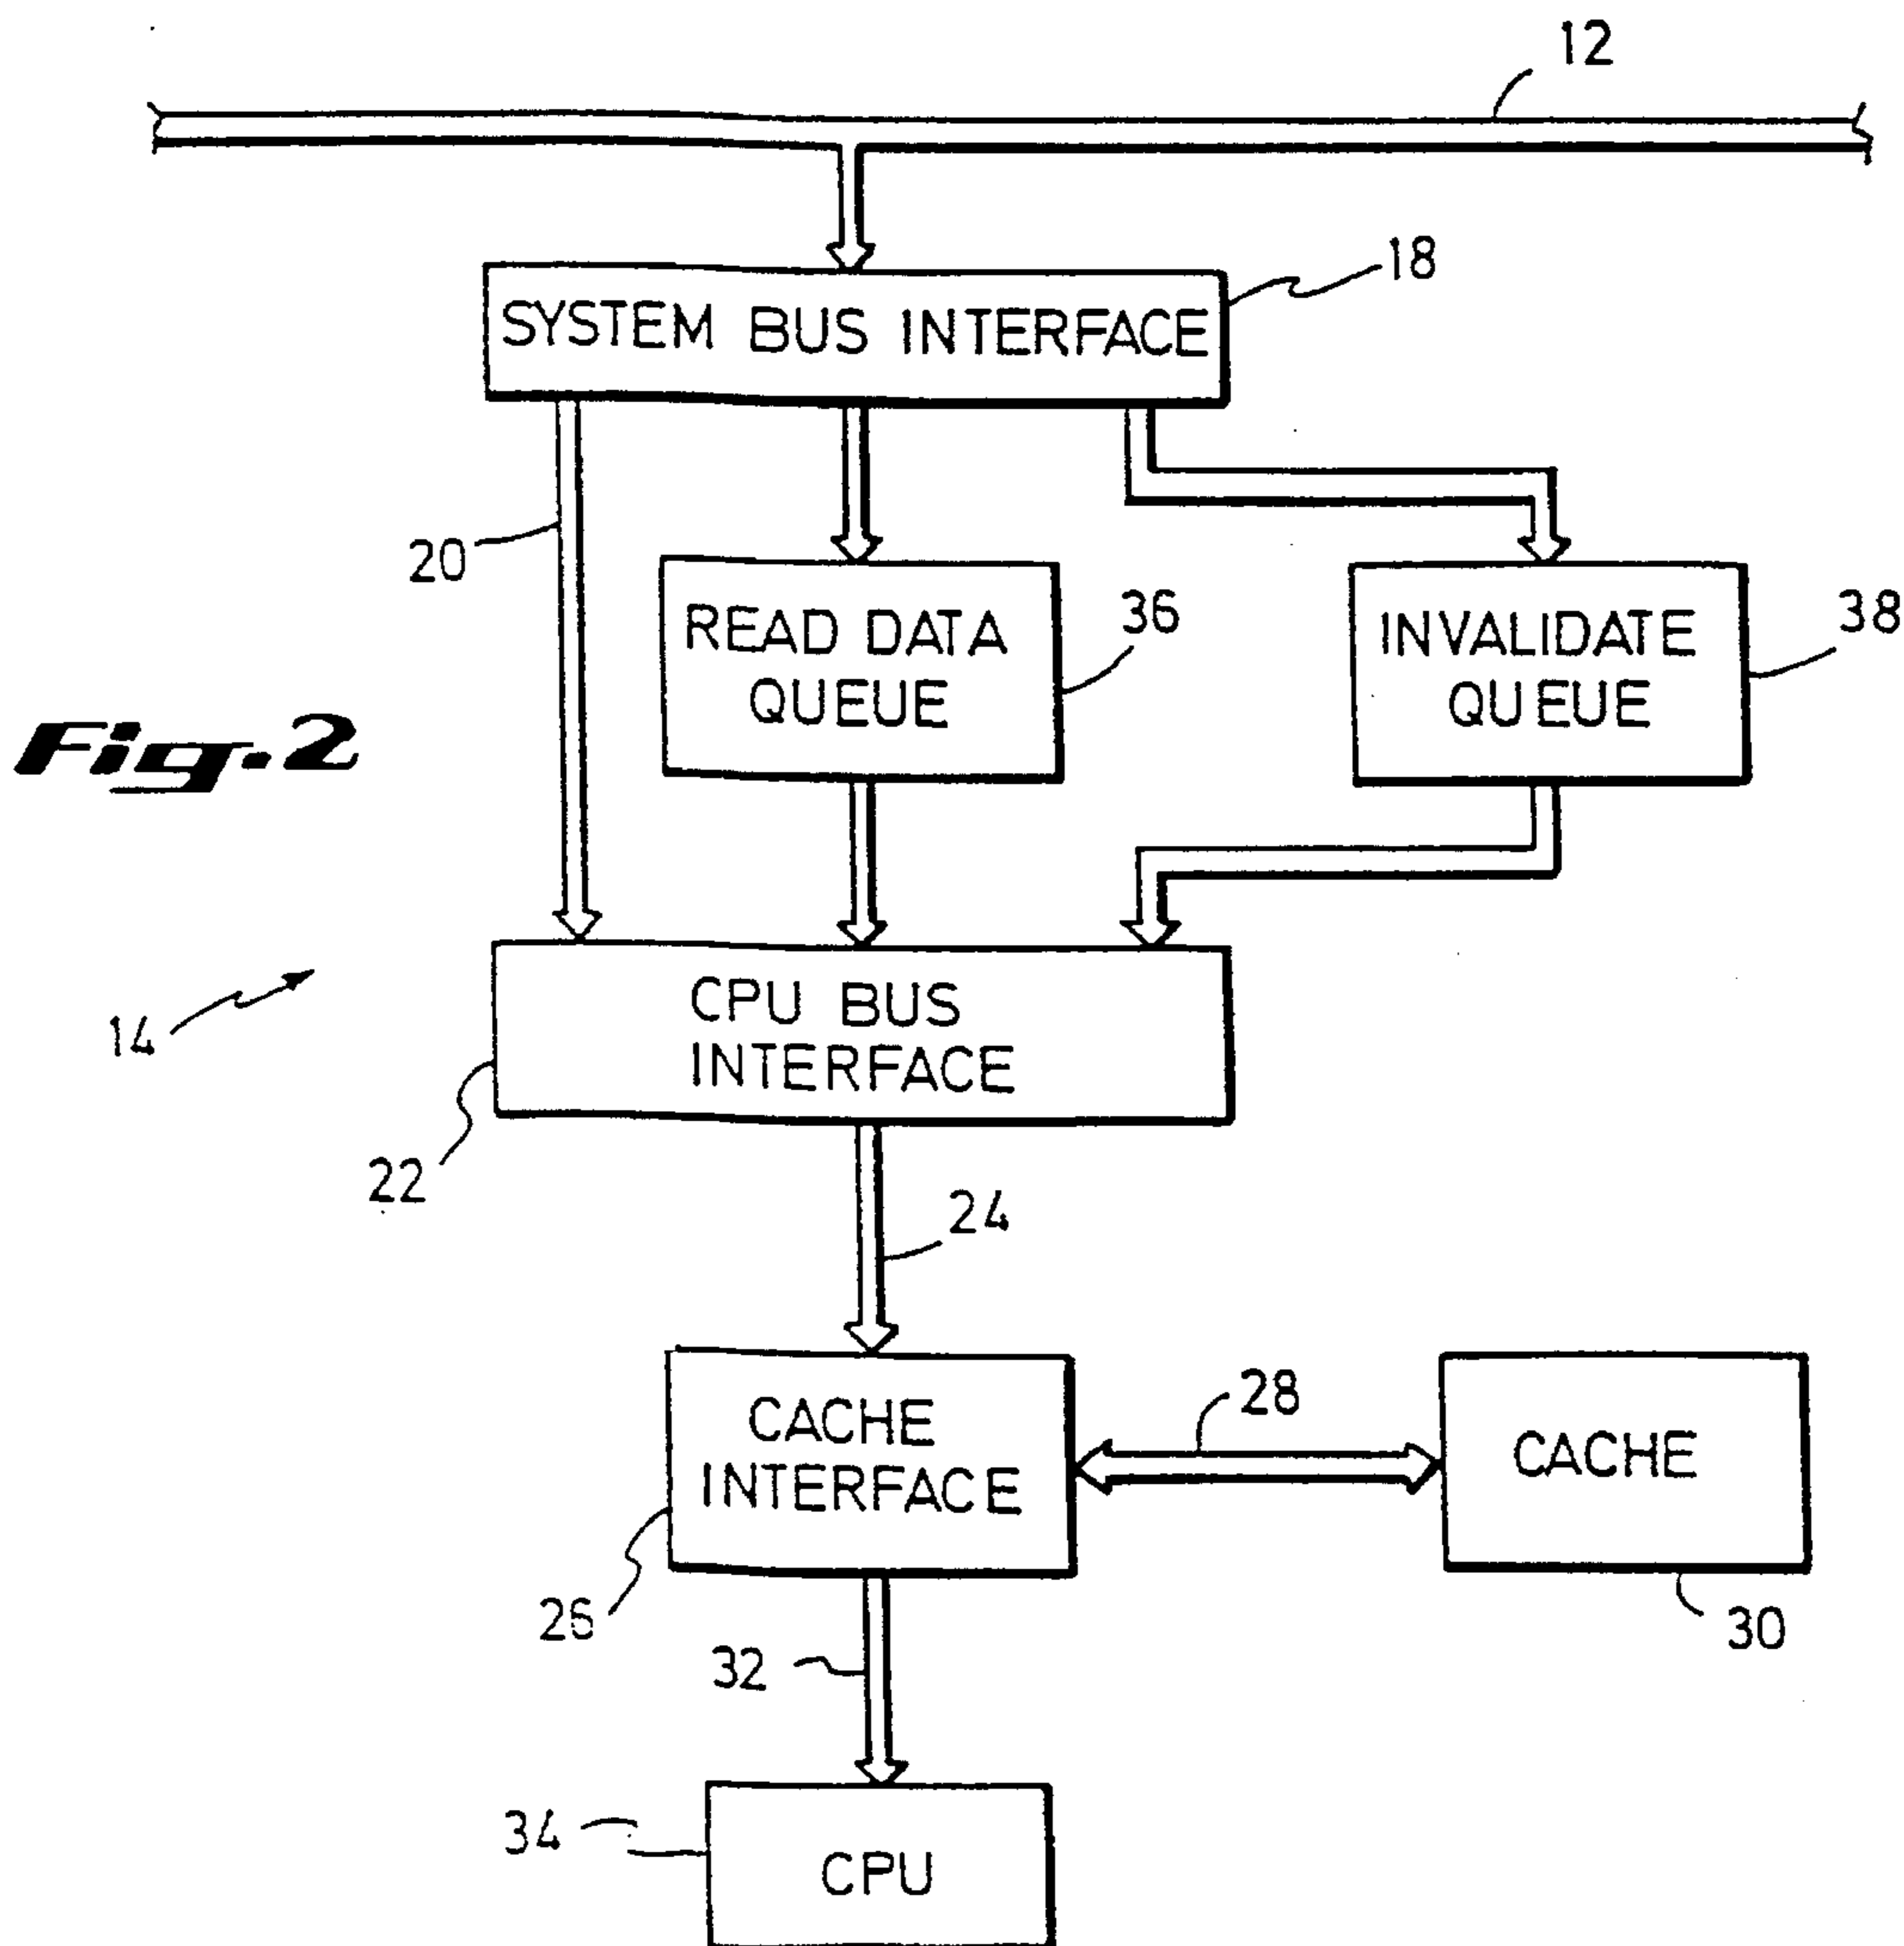 12
18
SYSTEM BUS INTERFACE
20
READ DATA
QUEUE
36
INVALIDATE
QUEUE
38
Fig-2
CPU BUS
INTERFACE
14
22
24
CACHE
INTERFACE
28
CACHE
26
30
32
34
CPU